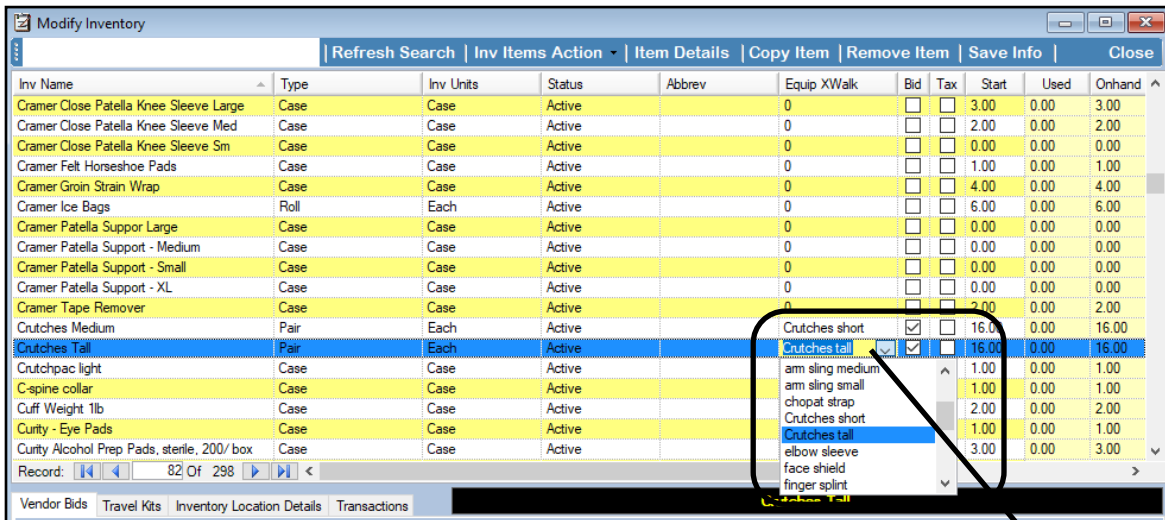 Modify Inventory
Refresh Search | Inv Items Action | Item Details | Copy Item | Remove Item | Save Info | Close
Inv Name Type Inv Units Status Abbrev Equip XWalk Bid Tax Start Used Onhand
Cramer Close Patella Knee Sleeve Large Case Case Active 0 3.00 0.00 3.00
Cramer Close Patella Knee Sleeve Med Case Case Active 0 2.00 0.00 2.00
Cramer Close Patella Knee Sleeve Sm Case Case Active 0 0.00 0.00 0.00
Cramer Felt Horseshoe Pads Case Case Active 0 1.00 0.00 1.00
Cramer Groin Strain Wrap Case Case Active 0 4.00 0.00 4.00
Cramer Ice Bags Roll Each Active 0 6.00 0.00 6.00
Cramer Patella Suppor Large Case Case Active 0 0.00 0.00 0.00
Cramer Patella Support - Medium Case Case Active 0 0.00 0.00 0.00
Cramer Patella Support - Small Case Case Active 0 0.00 0.00 0.00
Cramer Patella Support - XL Case Case Active 0 0.00 0.00 0.00
Cramer Tape Remover Case Case Active 0 2.00 0.00 2.00
Crutches Medium Pair Each Active Crutches short 16.00 0.00 16.00
Crutches Tall Pair Each Active Crutches tall 16.00 0.00 16.00
Crutchpac light Case Case Active arm sling medium 1.00 0.00 1.00
C-spine collar Case Case Active arm sling small 1.00 0.00 1.00
chopat strap
Cuff Weight 1lb Case Case Active Crutches short 2.00 0.00 2.00
Curity - Eye Pads Case Case Active Crutches tall 1.00 0.00 1.00
Curity Alcohol Prep Pads, sterile, 200/ box Case Case Active elbow sleeve 3.00 0.00 3.00
Record: 82 Of 298 face shield
finger splint
Vendor Bids Travel Kits Inventory Location Details Transactions Crutches Tall